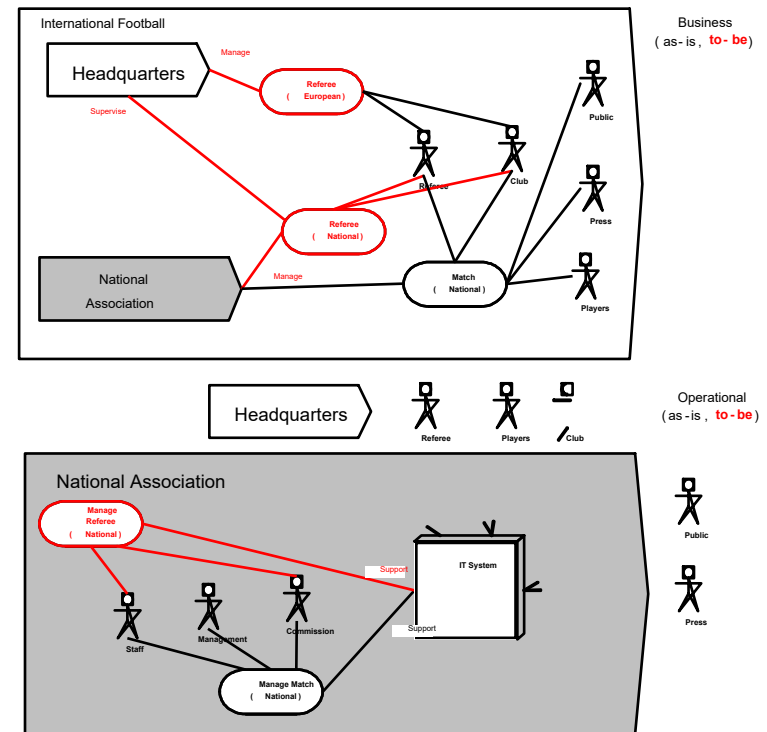 International Football
Business
( as-is , to-be )
Manage
Headquarters
Referee
( European )
Supervise
Public
Referee
Club
Referee
( National )
Press
National
Association
Manage
Match
( National )
Players
Headquarters
Referee
Players
Club
Operational
( as-is , to-be )
National Association
Manage
Referee
( National )
Public
IT System
Support
Staff
Management
Commission
Support
Press
Manage Match
( National )